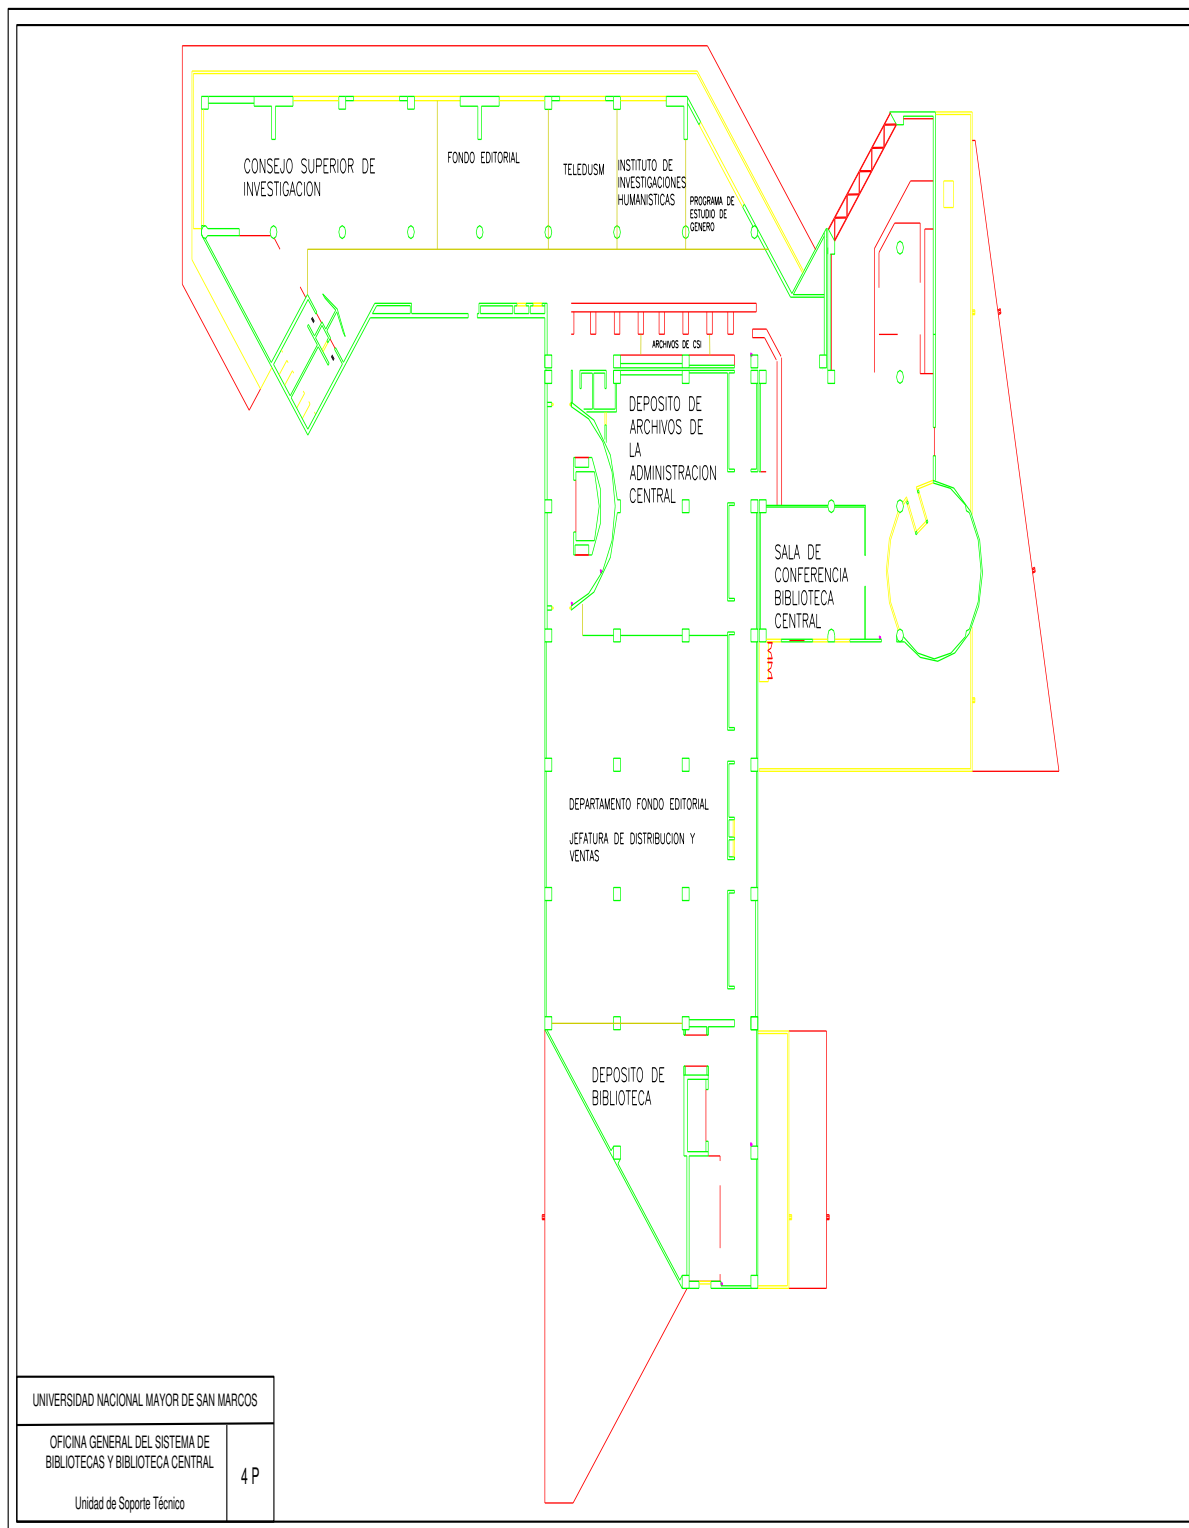 CONSEJO SUPERIOR DE
INVESTIGACION
FONDO EDITORIAL
TELEDUSM
INSTITUTO DE
INVESTIGACIONES
HUMANISTICAS
PROGRAMA DE
ESTUDIO DE
GENERO
ARCHIVOS DE CSI
DEPOSITO DE
ARCHIVOS DE
LA
ADMINISTRACION
CENTRAL
SALA DE
CONFERENCIA
BIBLIOTECA
CENTRAL
DEPARTAMENTO FONDO EDITORIAL
JEFATURA DE DISTRIBUCION Y
VENTAS
DEPOSITO DE
BIBLIOTECA
UNIVERSIDAD NACIONAL MAYOR DE SAN MARCOS
OFICINA GENERAL DEL SISTEMA DE
BIBLIOTECAS Y BIBLIOTECA CENTRAL
Unidad de Soporte Técnico
4 P